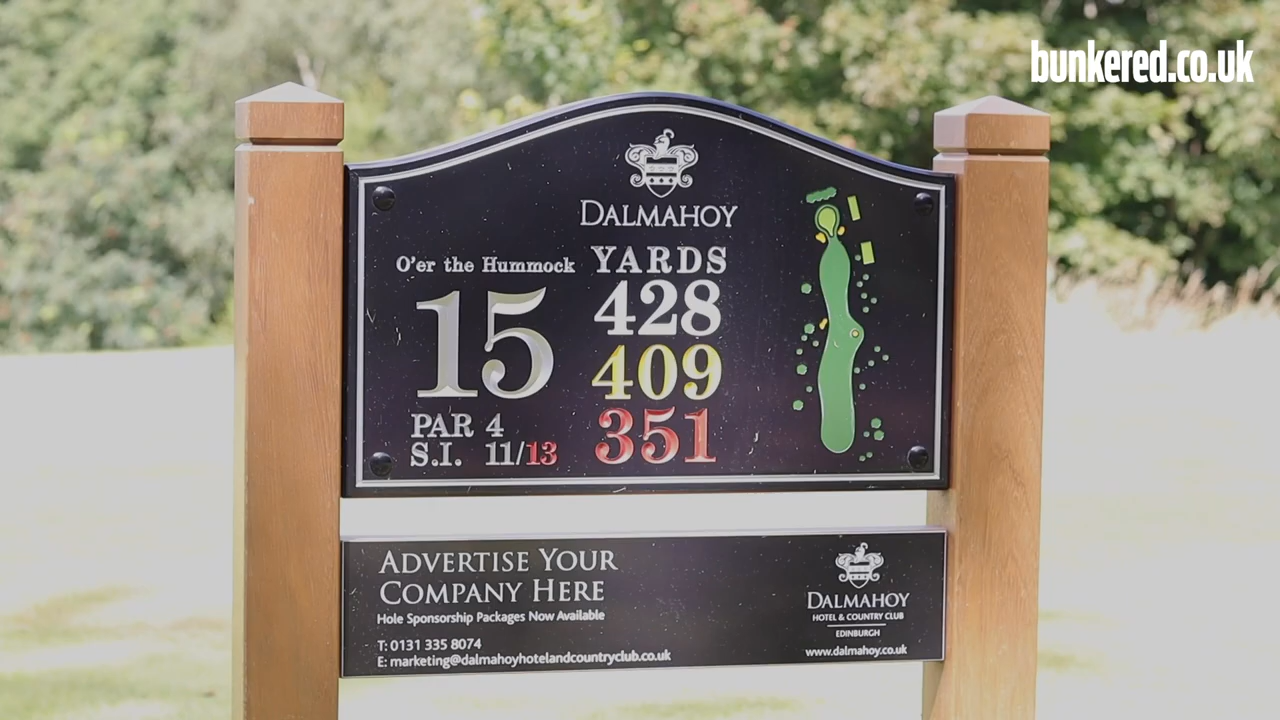 bunkered.co.uk
DALMAHOY
O'er the Hummock
15
PAR 4
S.I. 11/13
YARDS
428
409
351
ADVERTISE YOUR
COMPANY HERE
Hole Sponsorship Packages Now Available
T: 0131 335 8074
E: marketing@dalmahoyhotelandcountryclub.co.uk
DALMAHOY
HOTEL & COUNTRY CLUB
EDINBURGH
www.dalmahoy.co.uk